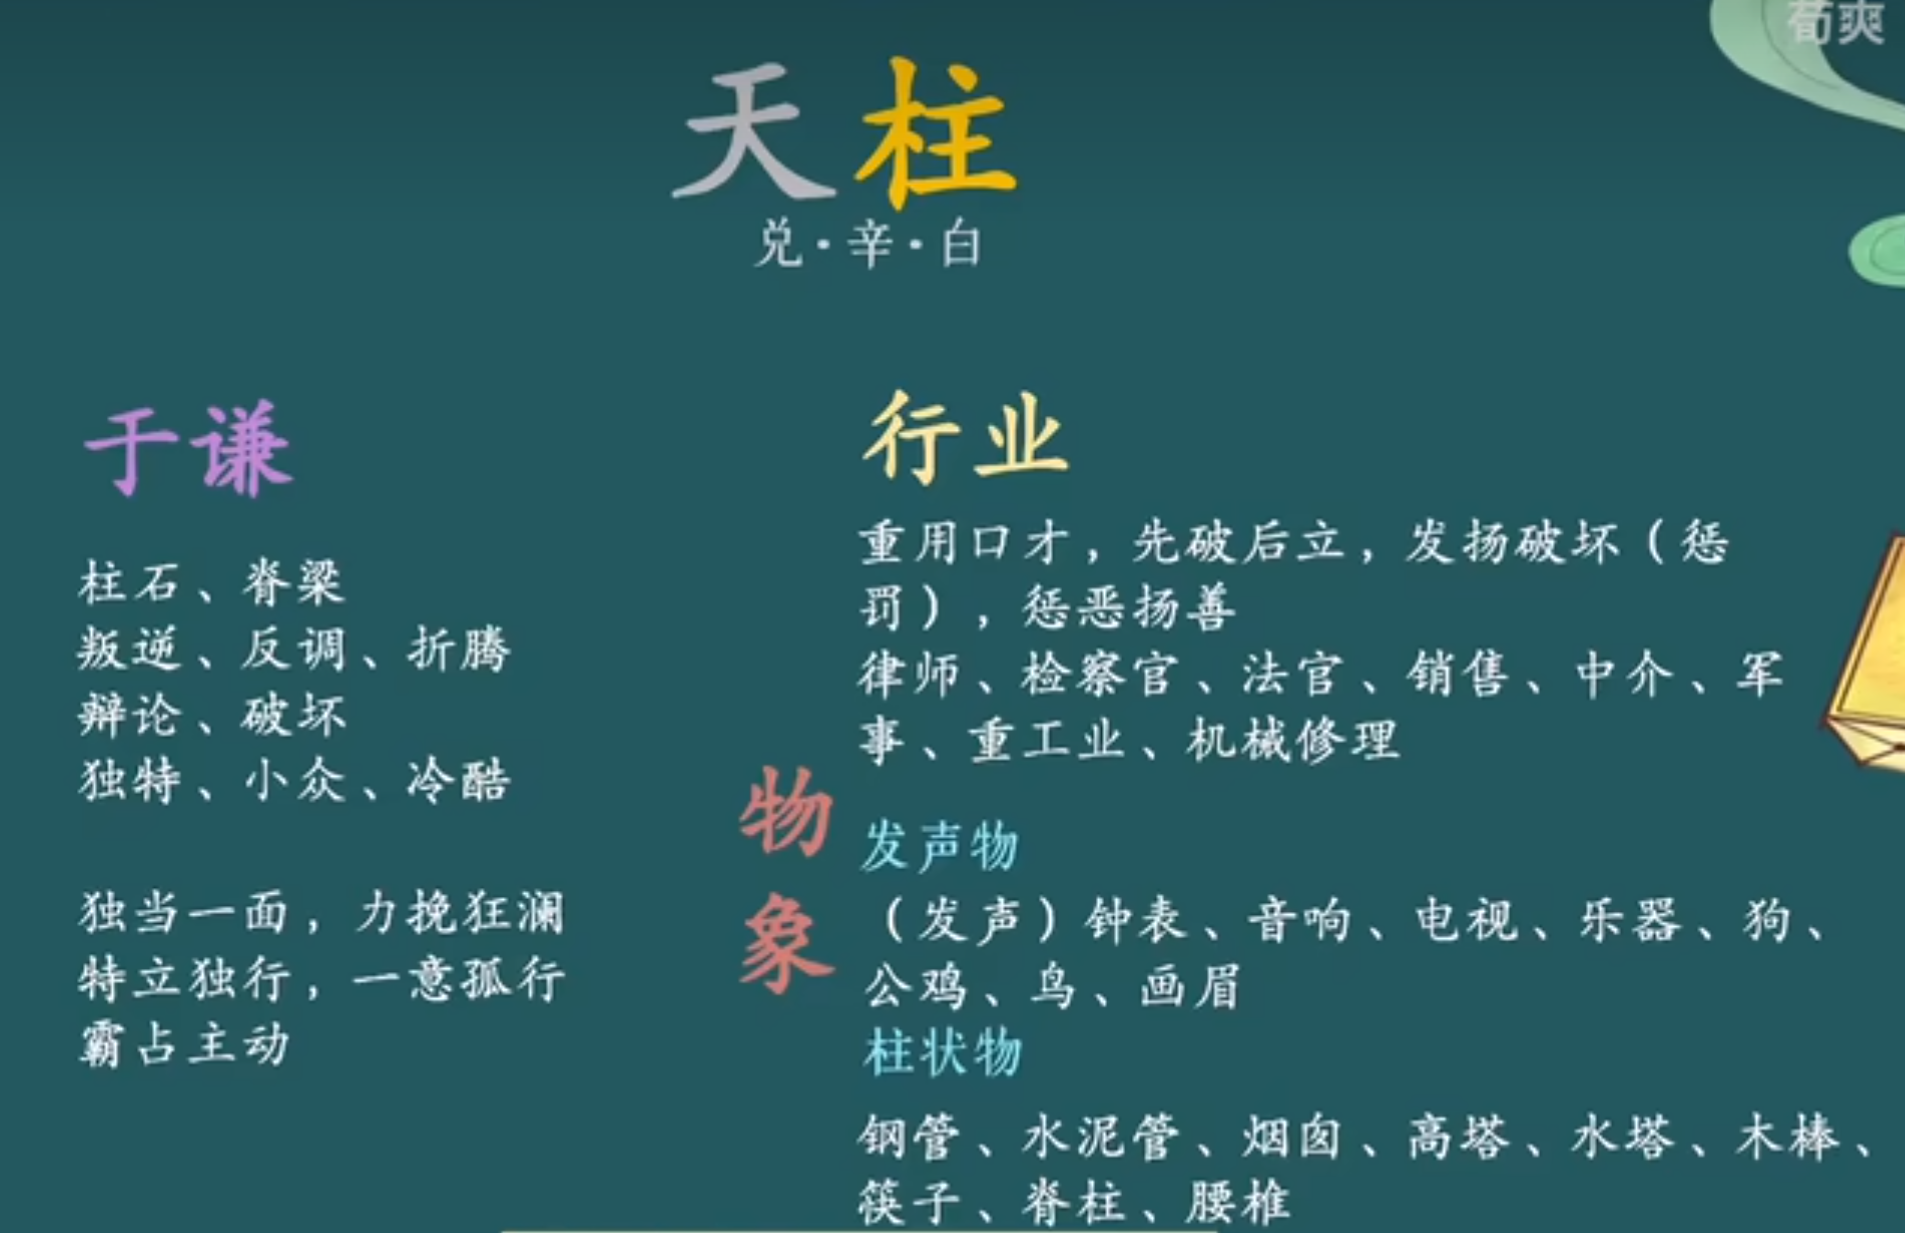 荀爽
天柱
兑·辛·白
于谦
柱石、脊梁
叛逆、反调、折腾
辩论、破坏
独特、小众、冷酷
独当一面，力挽狂澜
特立独行，一意孤行
霸占主动
行业
重用口才，先破后立，发扬破坏（惩
罚），惩恶扬善
律师、检察官、法官、销售、中介、军
事、重工业、机械修理
物象
发声物
（发声）钟表、音响、电视、乐器、狗、
公鸡、鸟、画眉
柱状物
钢管、水泥管、烟囱、高塔、水塔、木棒、
筷子、脊柱、腰椎